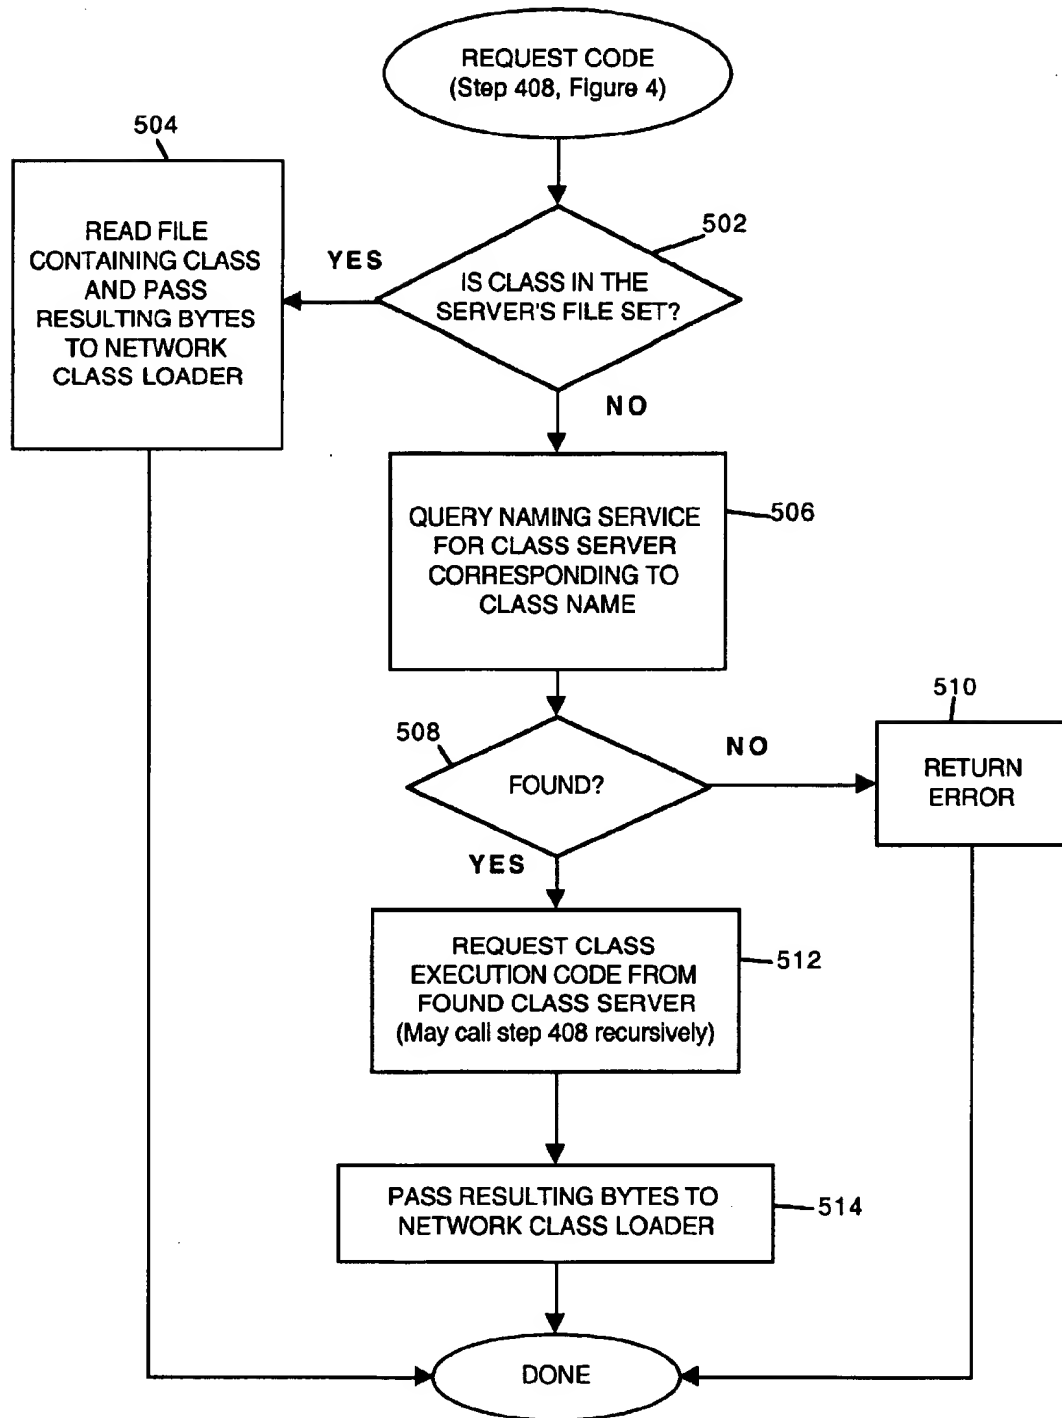 REQUEST CODE
(Step 408, Figure 4)
504
READ FILE
CONTAINING CLASS
AND PASS
RESULTING BYTES
TO NETWORK
CLASS LOADER
YES
502
IS CLASS IN THE
SERVER'S FILE SET?
NO
506
QUERY NAMING SERVICE
FOR CLASS SERVER
CORRESPONDING TO
CLASS NAME
508
FOUND?
NO
510
RETURN
ERROR
YES
512
REQUEST CLASS
EXECUTION CODE FROM
FOUND CLASS SERVER
(May call step 408 recursively)
514
PASS RESULTING BYTES TO
NETWORK CLASS LOADER
DONE